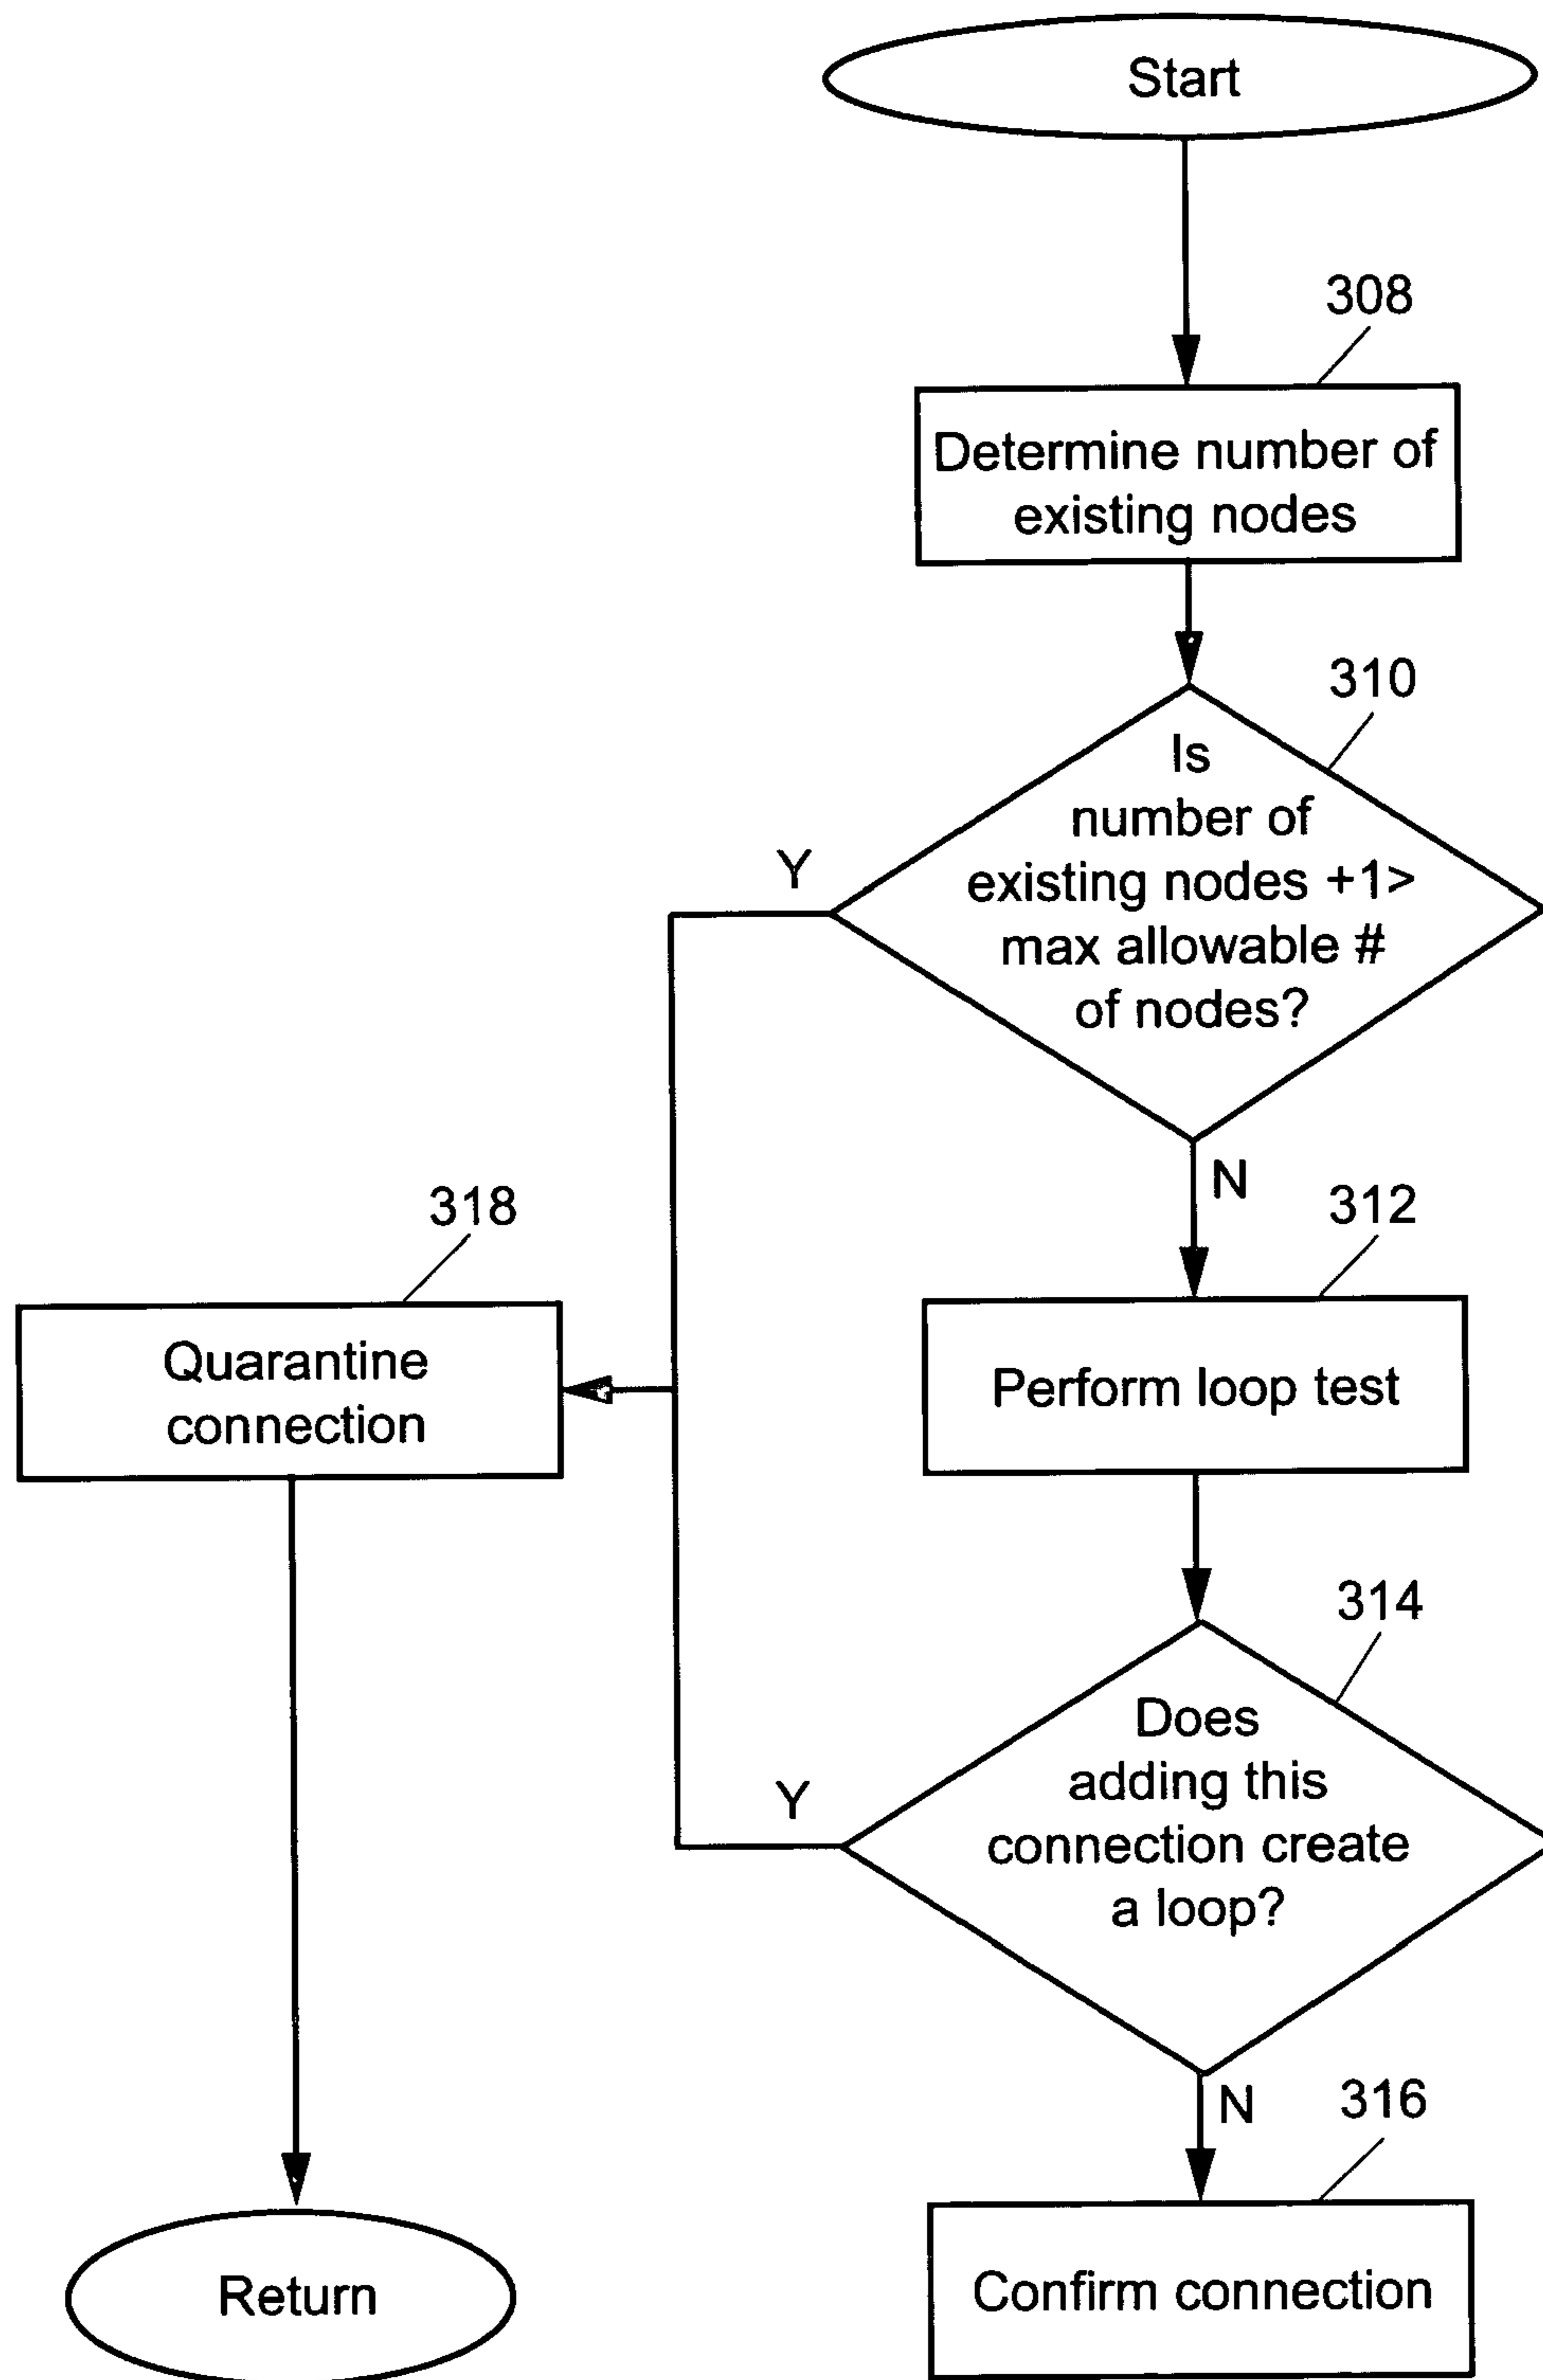 Start
308
Determine number of
existing nodes
310
Is
number of
existing nodes +1>
max allowable #
of nodes?
Y
N
318
312
Quarantine
connection
Perform loop test
314
Does
adding this
connection create
a loop?
Y
N
316
Return
Confirm connection